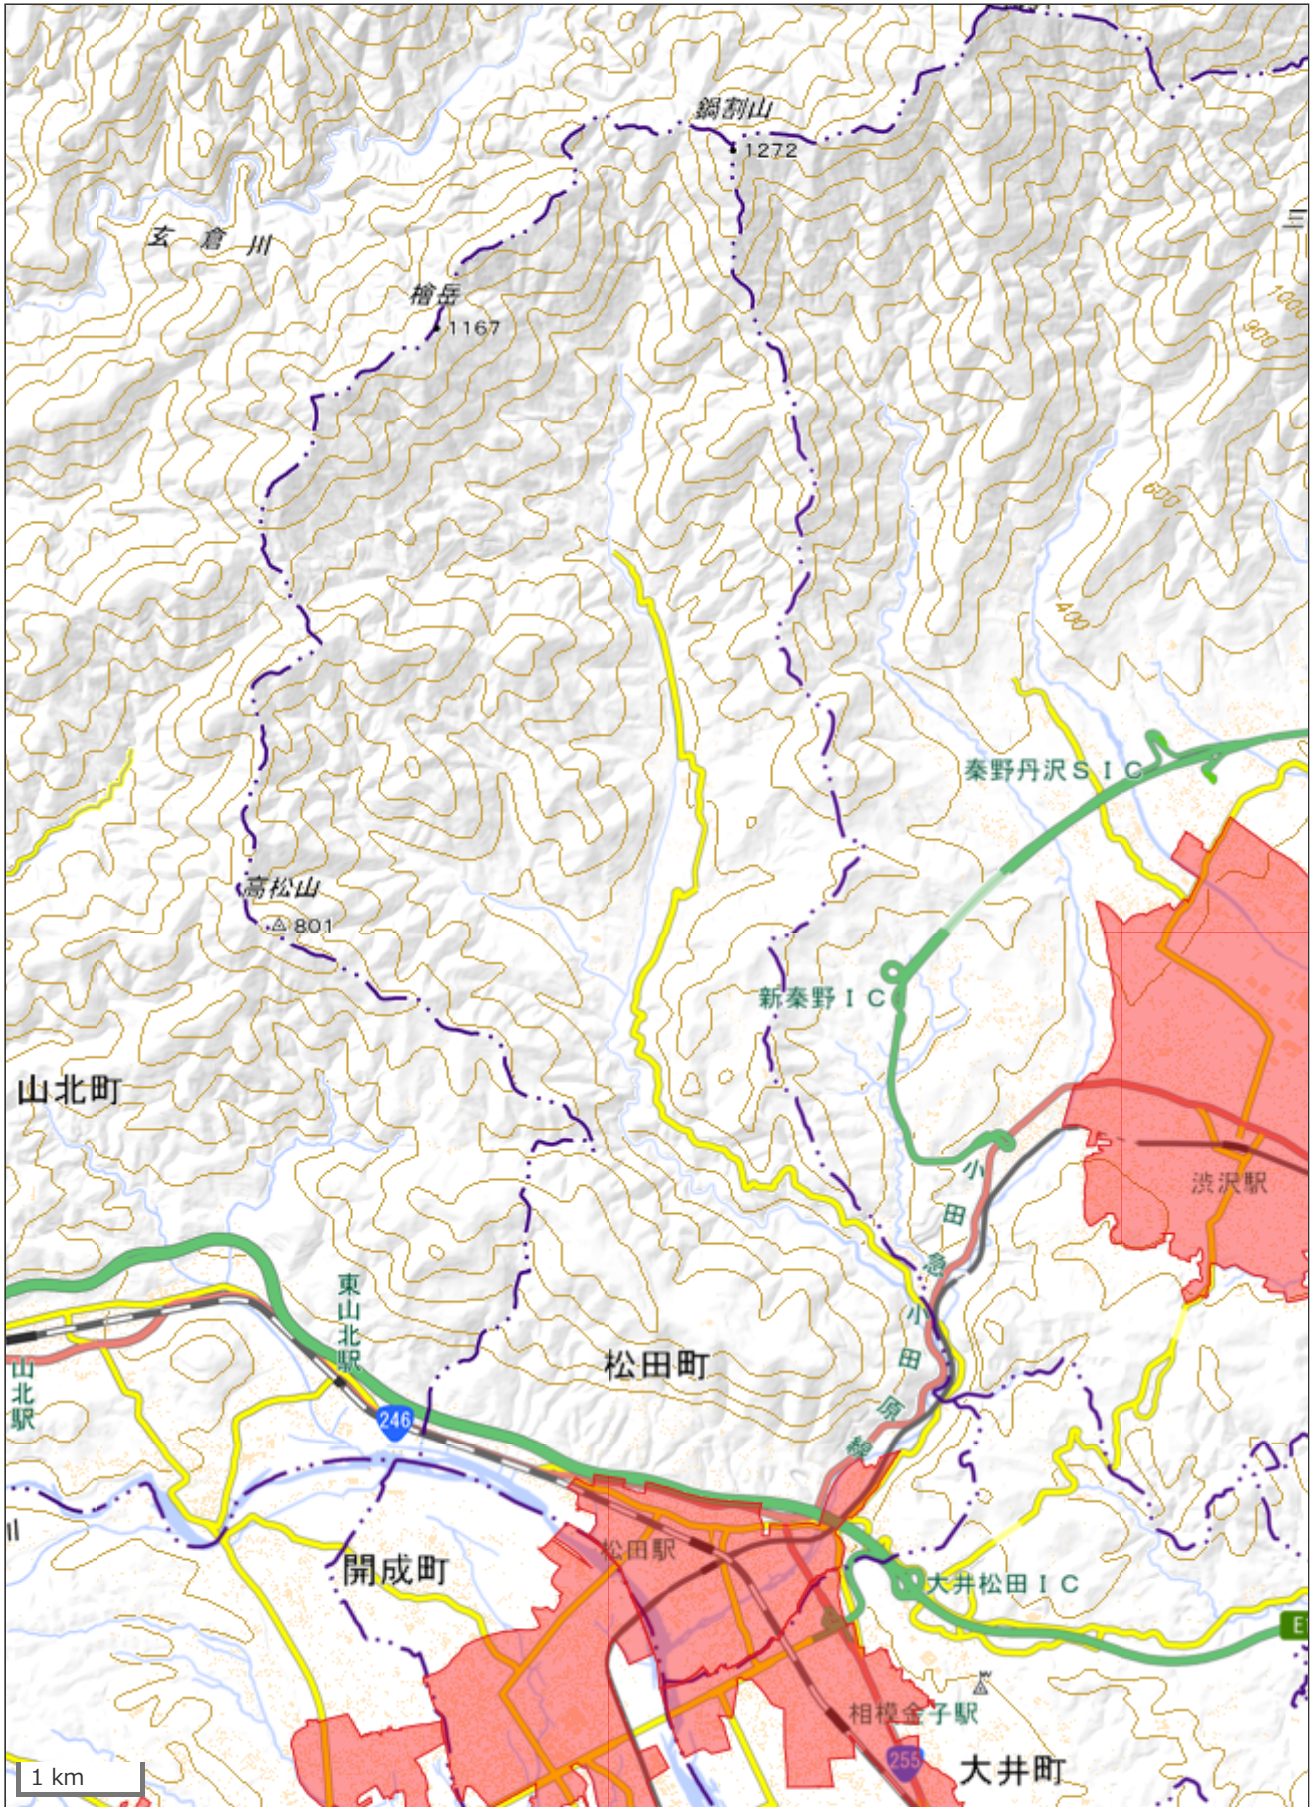 鍋割山
1272
玄倉川
三
檜岳
1167
1000
900
600
400
秦野丹沢ＳＩＣ
高松山
801
新秦野ＩＣ
山北町
小田急小田原線
渋沢駅
東山北駅
松田町
山北駅
246
川
松田駅
開成町
大井松田ＩＣ
E
相模金子駅
255
大井町
1 km